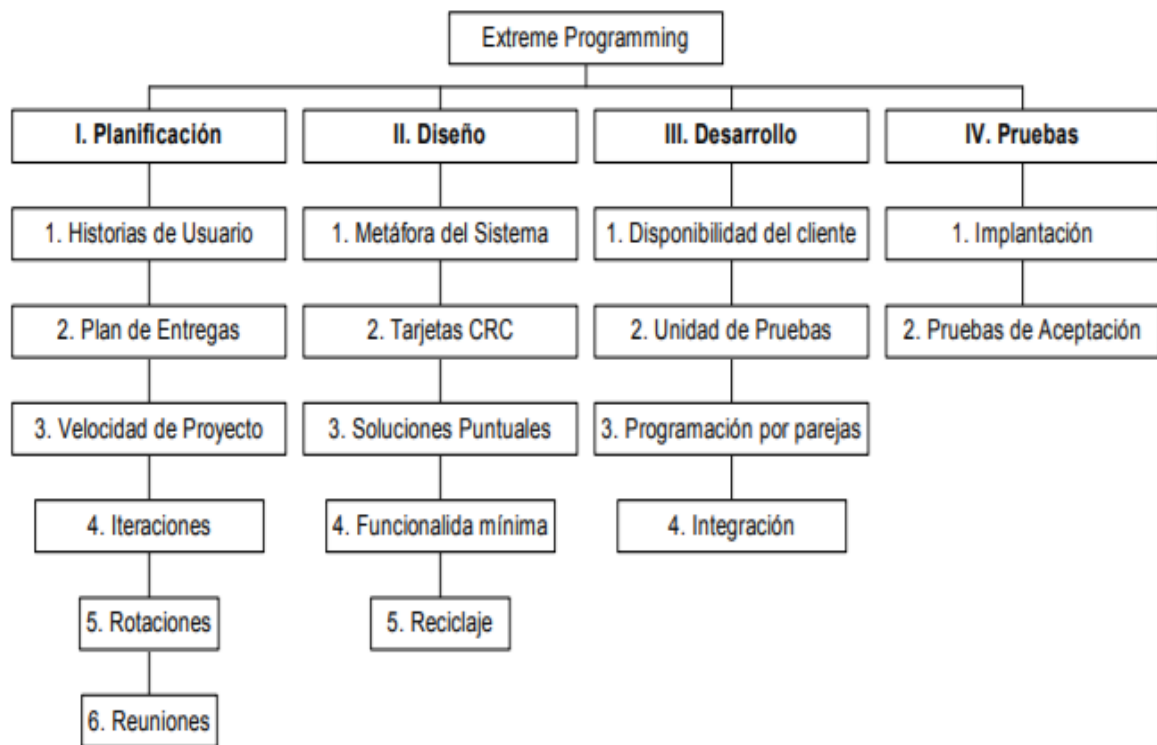 Extreme Programming
I. Planificación
1. Historias de Usuario
2. Plan de Entregas
3. Velocidad de Proyecto
4. Iteraciones
5. Rotaciones
6. Reuniones
II. Diseño
1. Metáfora del Sistema
2. Tarjetas CRC
3. Soluciones Puntuales
4. Funcionalida mínima
5. Reciclaje
III. Desarrollo
1. Disponibilidad del cliente
2. Unidad de Pruebas
3. Programación por parejas
4. Integración
IV. Pruebas
1. Implantación
2. Pruebas de Aceptación